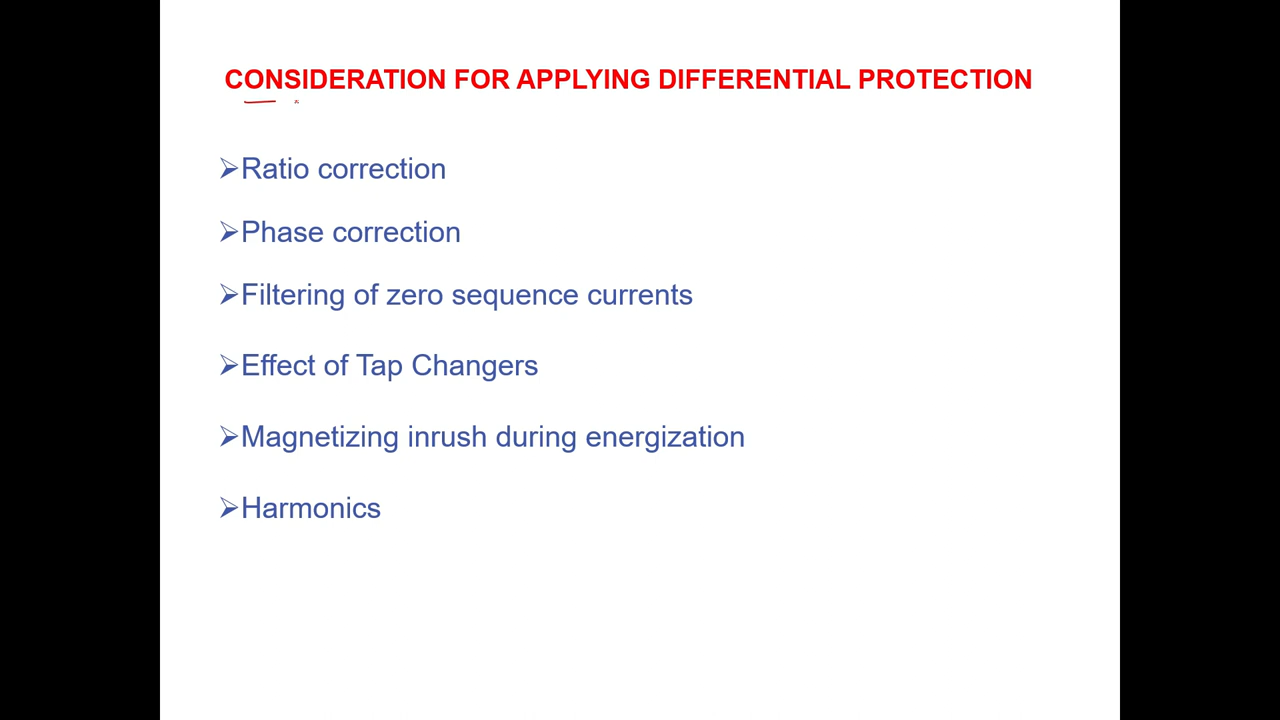 CONSIDERATION FOR APPLYING DIFFERENTIAL PROTECTION
➢Ratio correction
➢Phase correction
➢Filtering of zero sequence currents
➢Effect of Tap Changers
➢Magnetizing inrush during energization
➢Harmonics